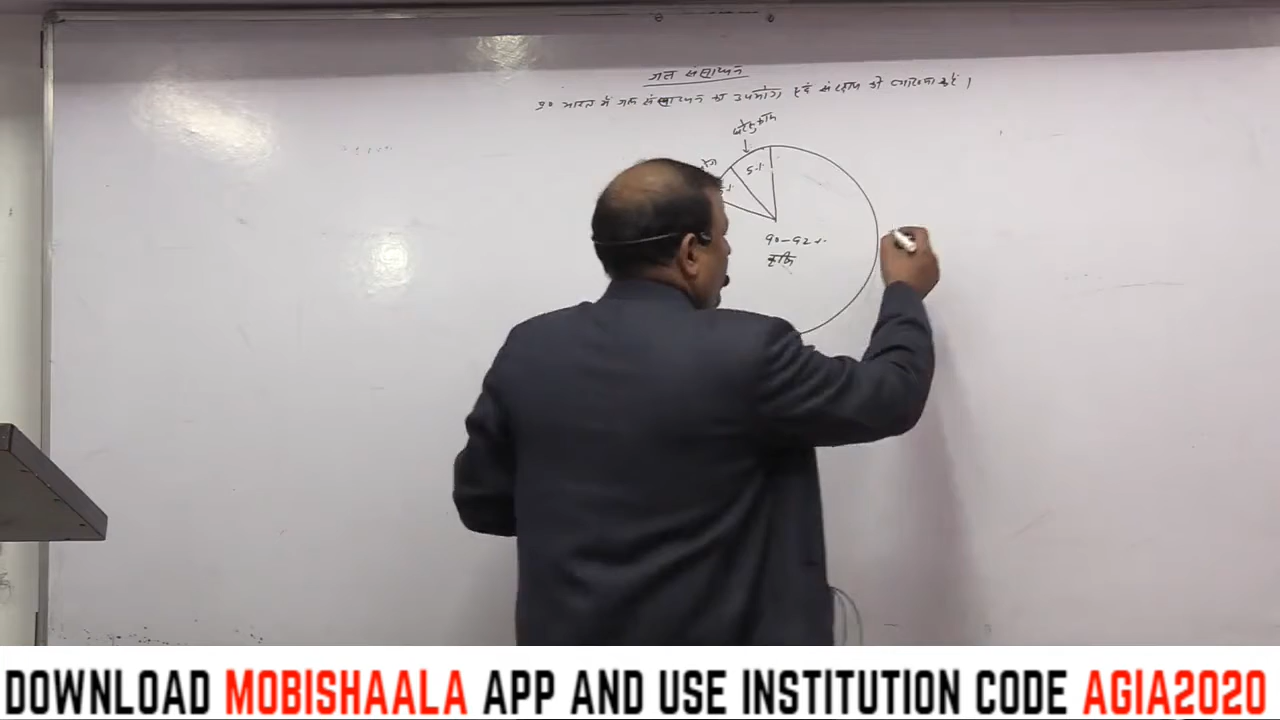 जल संसाधन
प्र० भारत में जल संसाधन का उपयोग एवं संरक्षण की व्याख्या करें ।
घरेलू काम
5%
90-92%
कृषि
DOWNLOAD MOBISHAALA APP AND USE INSTITUTION CODE AGIA2020